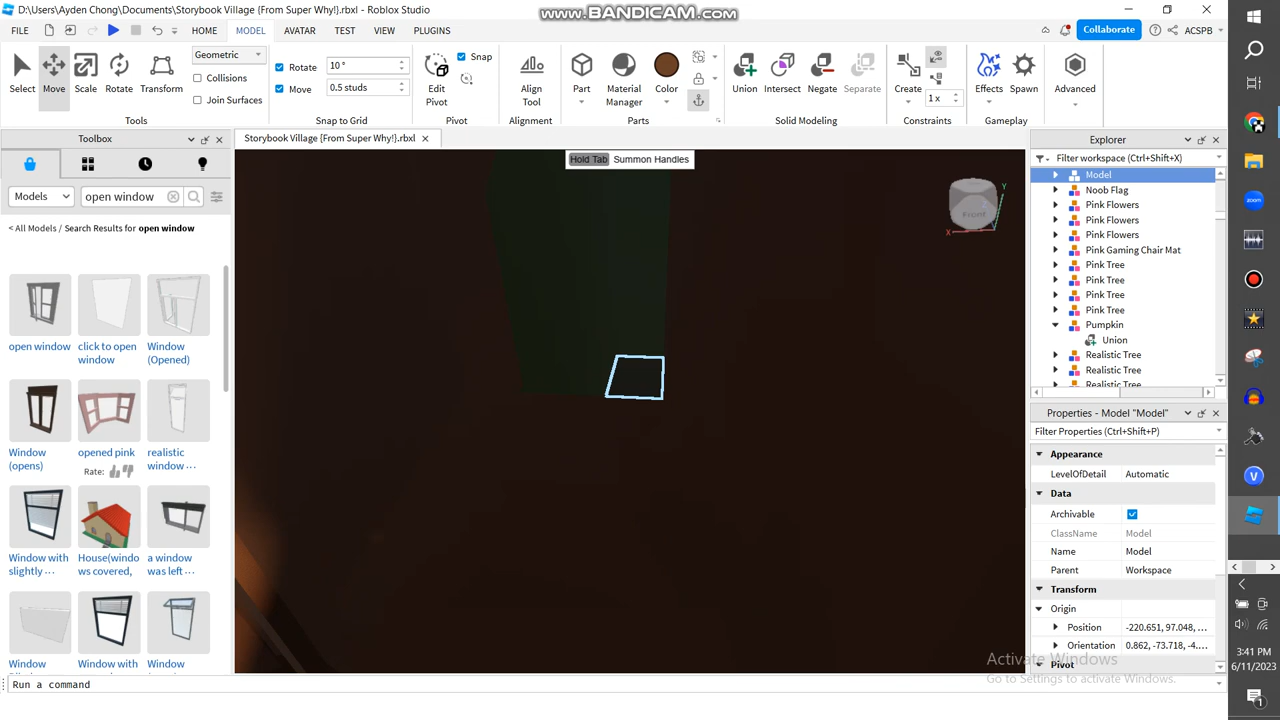 D:\Users\Ayden Chong\Documents\Storybook Village {From Super Why!}.rbxl - Roblox Studio
www.BANDICAM.com
FILE HOME MODEL AVATAR TEST VIEW PLUGINS Collaborate ACSPB
Select Move Scale Rotate Transform
Geometric
Collisions
Join Surfaces
Tools
Rotate 10 °
Move 0.5 studs
Snap to Grid
Edit Pivot
Snap
Pivot
Align Tool
Alignment
Part Material Manager Color
Parts
Union Intersect Negate Separate
Solid Modeling
Create
1 x
Constraints
Effects Spawn
Gameplay
Advanced
Toolbox
Storybook Village {From Super Why!}.rbxl
Models open window
< All Models / Search Results for open window
open window
click to open window
Window (Opened)
Window (opens)
opened pink
Rate:
realistic window ...
Window with slightly ...
House(windows covered,
a window was left ...
Window
Window with
Window
Hold Tab Summon Handles
Front
X
Y
Explorer
Filter workspace (Ctrl+Shift+X)
Model
Noob Flag
Pink Flowers
Pink Flowers
Pink Flowers
Pink Gaming Chair Mat
Pink Tree
Pink Tree
Pink Tree
Pink Tree
Pumpkin
Union
Realistic Tree
Realistic Tree
Realistic Tree
Properties - Model "Model"
Filter Properties (Ctrl+Shift+P)
Appearance
LevelOfDetail Automatic
Data
Archivable
ClassName Model
Name Model
Parent Workspace
Transform
Origin
Position -220.651, 97.048, ...
Orientation 0.862, -73.718, -4....
Pivot
Activate Windows
Go to Settings to activate Windows.
Run a command
zoom
3:41 PM
6/11/2023
1